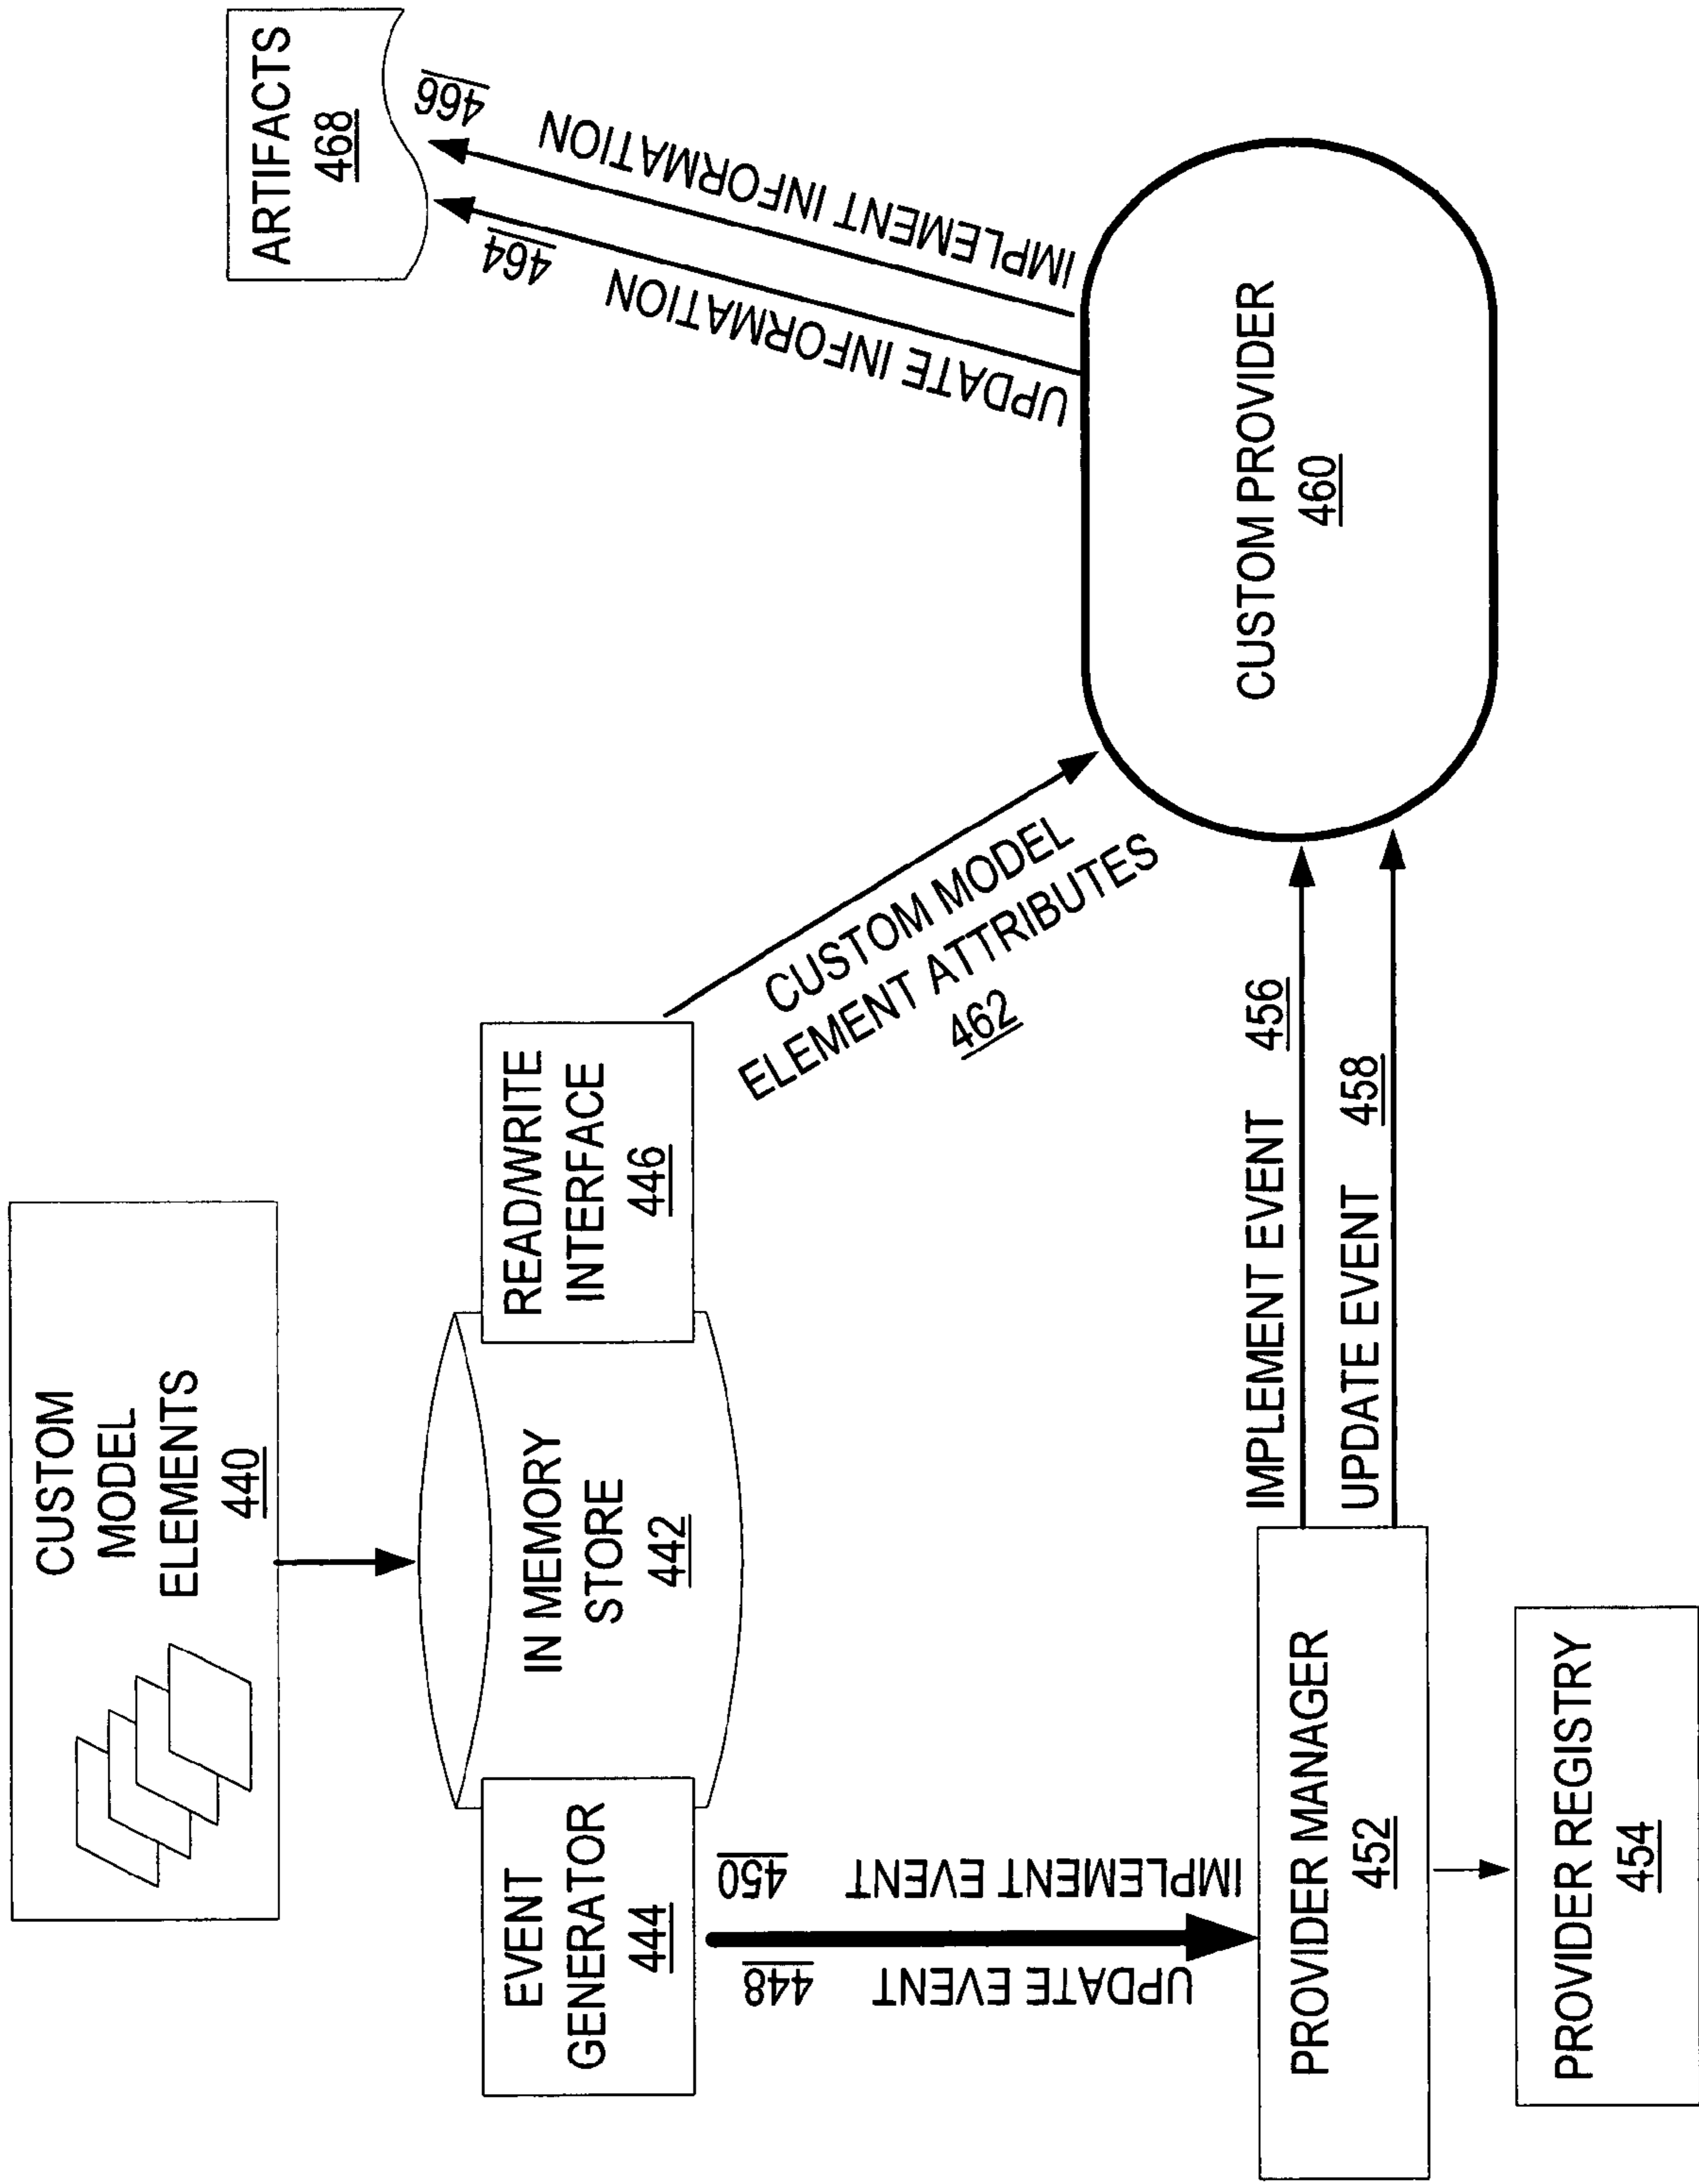 CUSTOM
MODEL
ELEMENTS
440
EVENT
GENERATOR
444
IN MEMORY
STORE
442
READ/WRITE
INTERFACE
446
UPDATE EVENT 448
IMPLEMENT EVENT 450
PROVIDER MANAGER
452
PROVIDER REGISTRY
454
IMPLEMENT EVENT 456
UPDATE EVENT 458
CUSTOM MODEL
ELEMENT ATTRIBUTES
462
CUSTOM PROVIDER
460
UPDATE INFORMATION 464
IMPLEMENT INFORMATION 466
ARTIFACTS
468